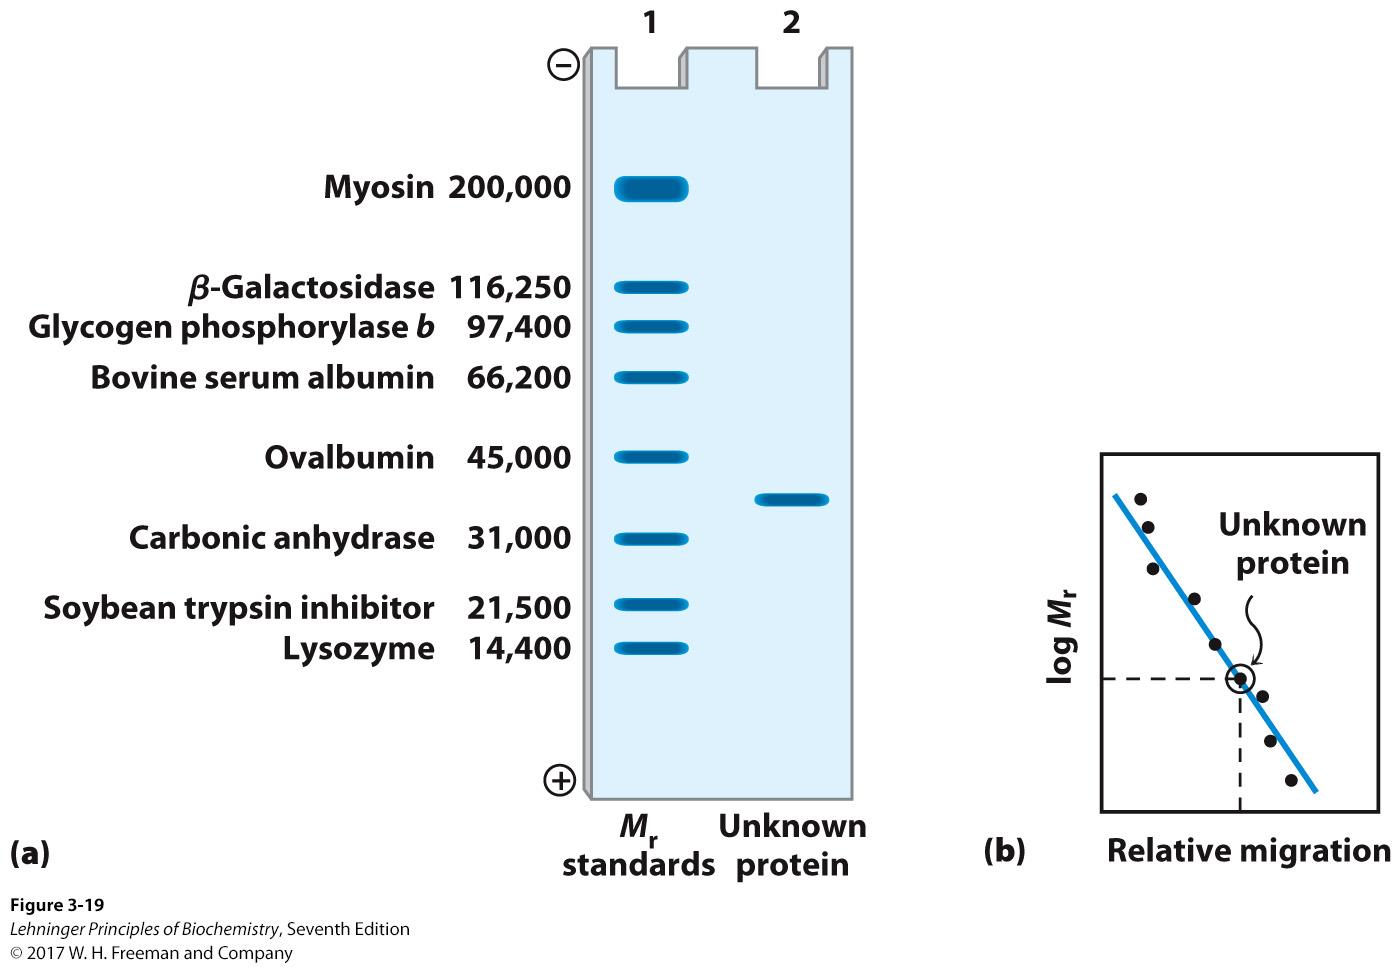 1 2
−
Myosin 200,000
β-Galactosidase 116,250
Glycogen phosphorylase b 97,400
Bovine serum albumin 66,200
Ovalbumin 45,000
Carbonic anhydrase 31,000
Soybean trypsin inhibitor 21,500
Lysozyme 14,400
+
Mr
standards
Unknown
protein
(a)
Unknown
protein
log Mr
Relative migration
(b)
Figure 3-19
Lehninger Principles of Biochemistry, Seventh Edition
© 2017 W. H. Freeman and Company